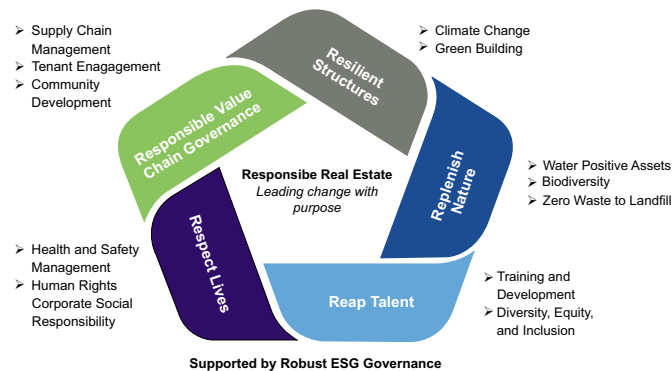 ➢ Supply Chain
Management
➢ Tenant Enagagement
➢ Community
Development
Resilient
Structures
➢ Climate Change
➢ Green Building
Responsible Value
Chain Governance
Responsibe Real Estate
Leading change with
purpose
Replenish
Nature
➢ Water Positive Assets
➢ Biodiversity
➢ Zero Waste to Landfill
➢ Health and Safety
Management
➢ Human Rights
Corporate Social
Responsibility
Respect Lives
Reap Talent
➢ Training and
Development
➢ Diversity, Equity,
and Inclusion
Supported by Robust ESG Governance